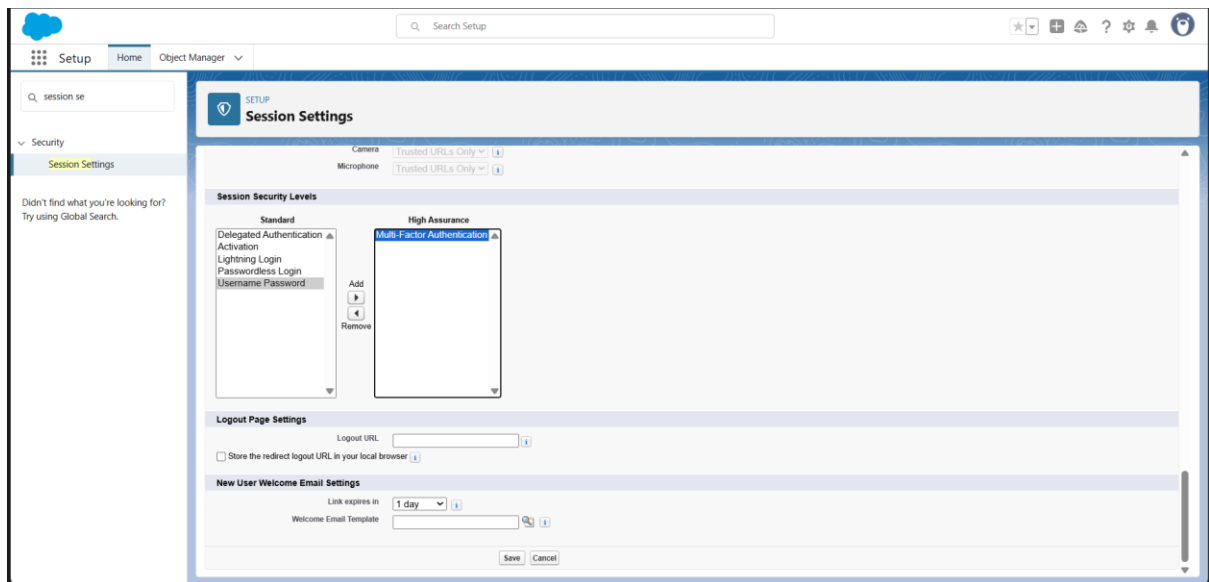 Search Setup
Setup
Home
Object Manager
session se
Security
Session Settings
Didn't find what you're looking for?
Try using Global Search.
SETUP
Session Settings
Camera
Trusted URLs Only
Microphone
Trusted URLs Only
Session Security Levels
Standard
High Assurance
Delegated Authentication
Activation
Lightning Login
Passwordless Login
Username Password
Add
Remove
Multi-Factor Authentication
Logout Page Settings
Logout URL
Store the redirect logout URL in your local browser
New User Welcome Email Settings
Link expires in
1 day
Welcome Email Template
Save
Cancel